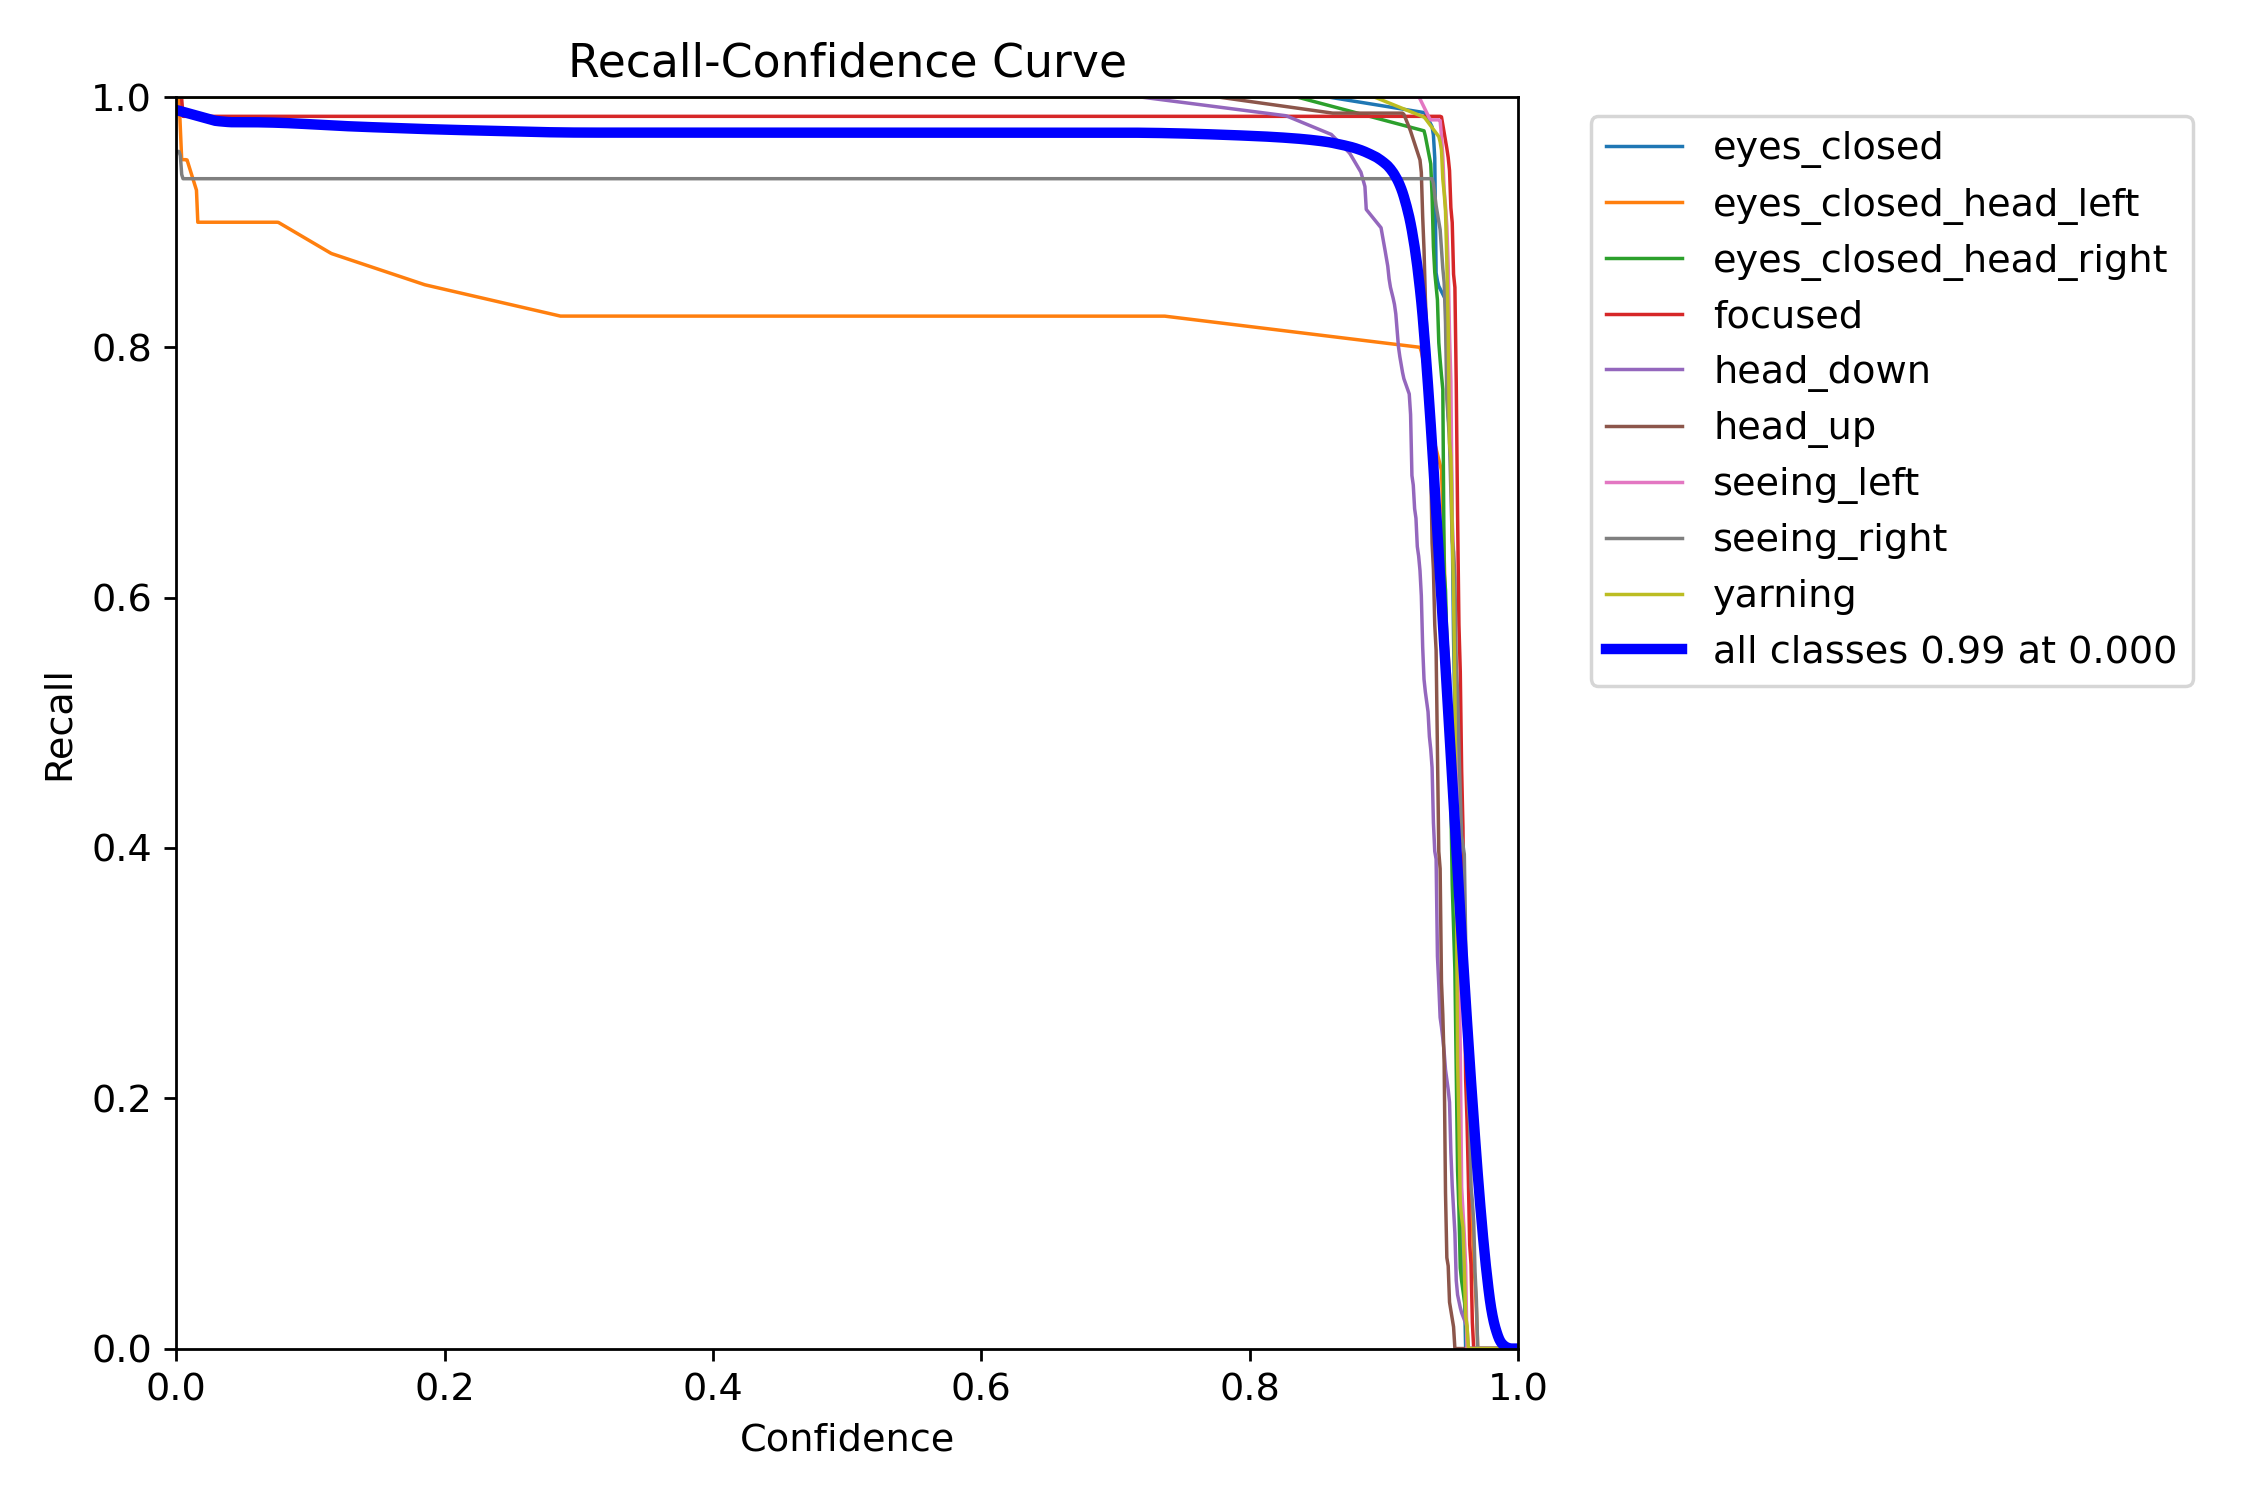 Recall-Confidence Curve
1.0
0.8
0.6
0.4
0.2
0.0
Recall
0.0 0.2 0.4 0.6 0.8 1.0
Confidence
eyes_closed
eyes_closed_head_left
eyes_closed_head_right
focused
head_down
head_up
seeing_left
seeing_right
yarning
all classes 0.99 at 0.000